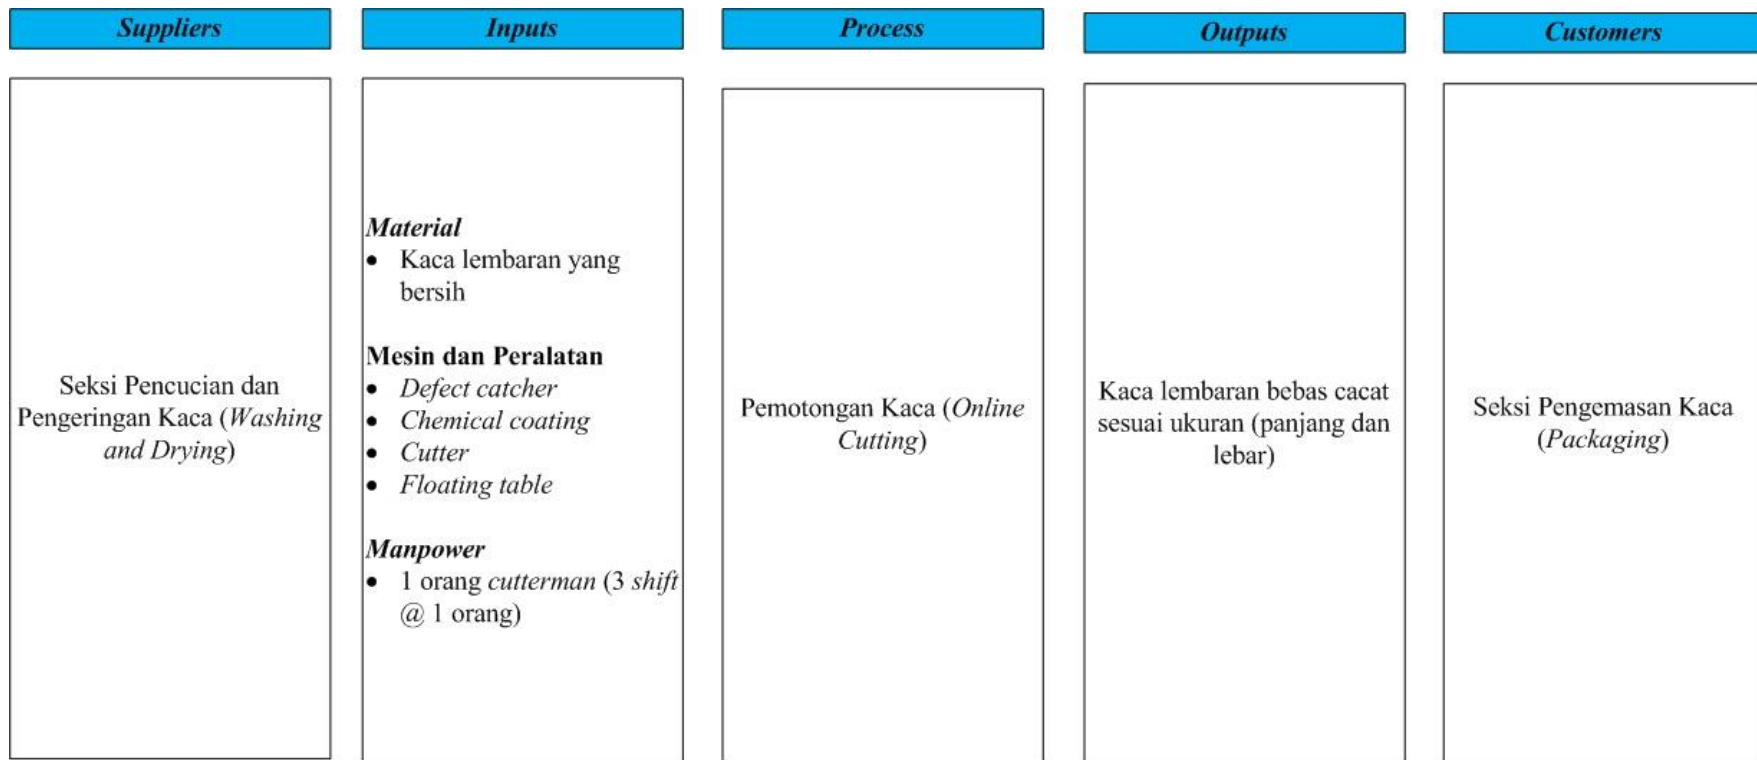 Suppliers
Inputs
Process
Outputs
Customers
Seksi Pencucian dan
Pengeringan Kaca (Washing
and Drying)
Material
• Kaca lembaran yang
bersih
Mesin dan Peralatan
• Defect catcher
• Chemical coating
• Cutter
• Floating table
Manpower
• 1 orang cutterman (3 shift
@ 1 orang)
Pemotongan Kaca (Online
Cutting)
Kaca lembaran bebas cacat
sesuai ukuran (panjang dan
lebar)
Seksi Pengemasan Kaca
(Packaging)